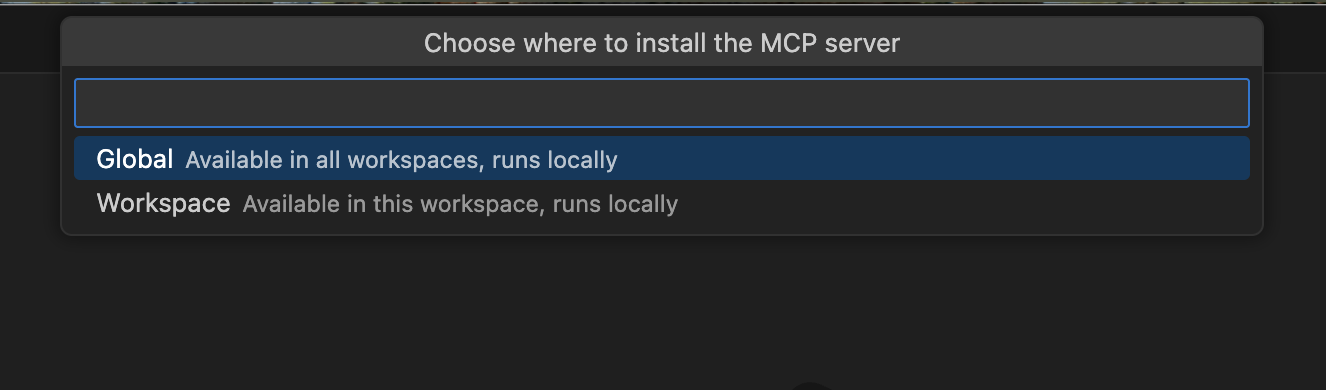 Choose where to install the MCP server
Global Available in all workspaces, runs locally
Workspace Available in this workspace, runs locally